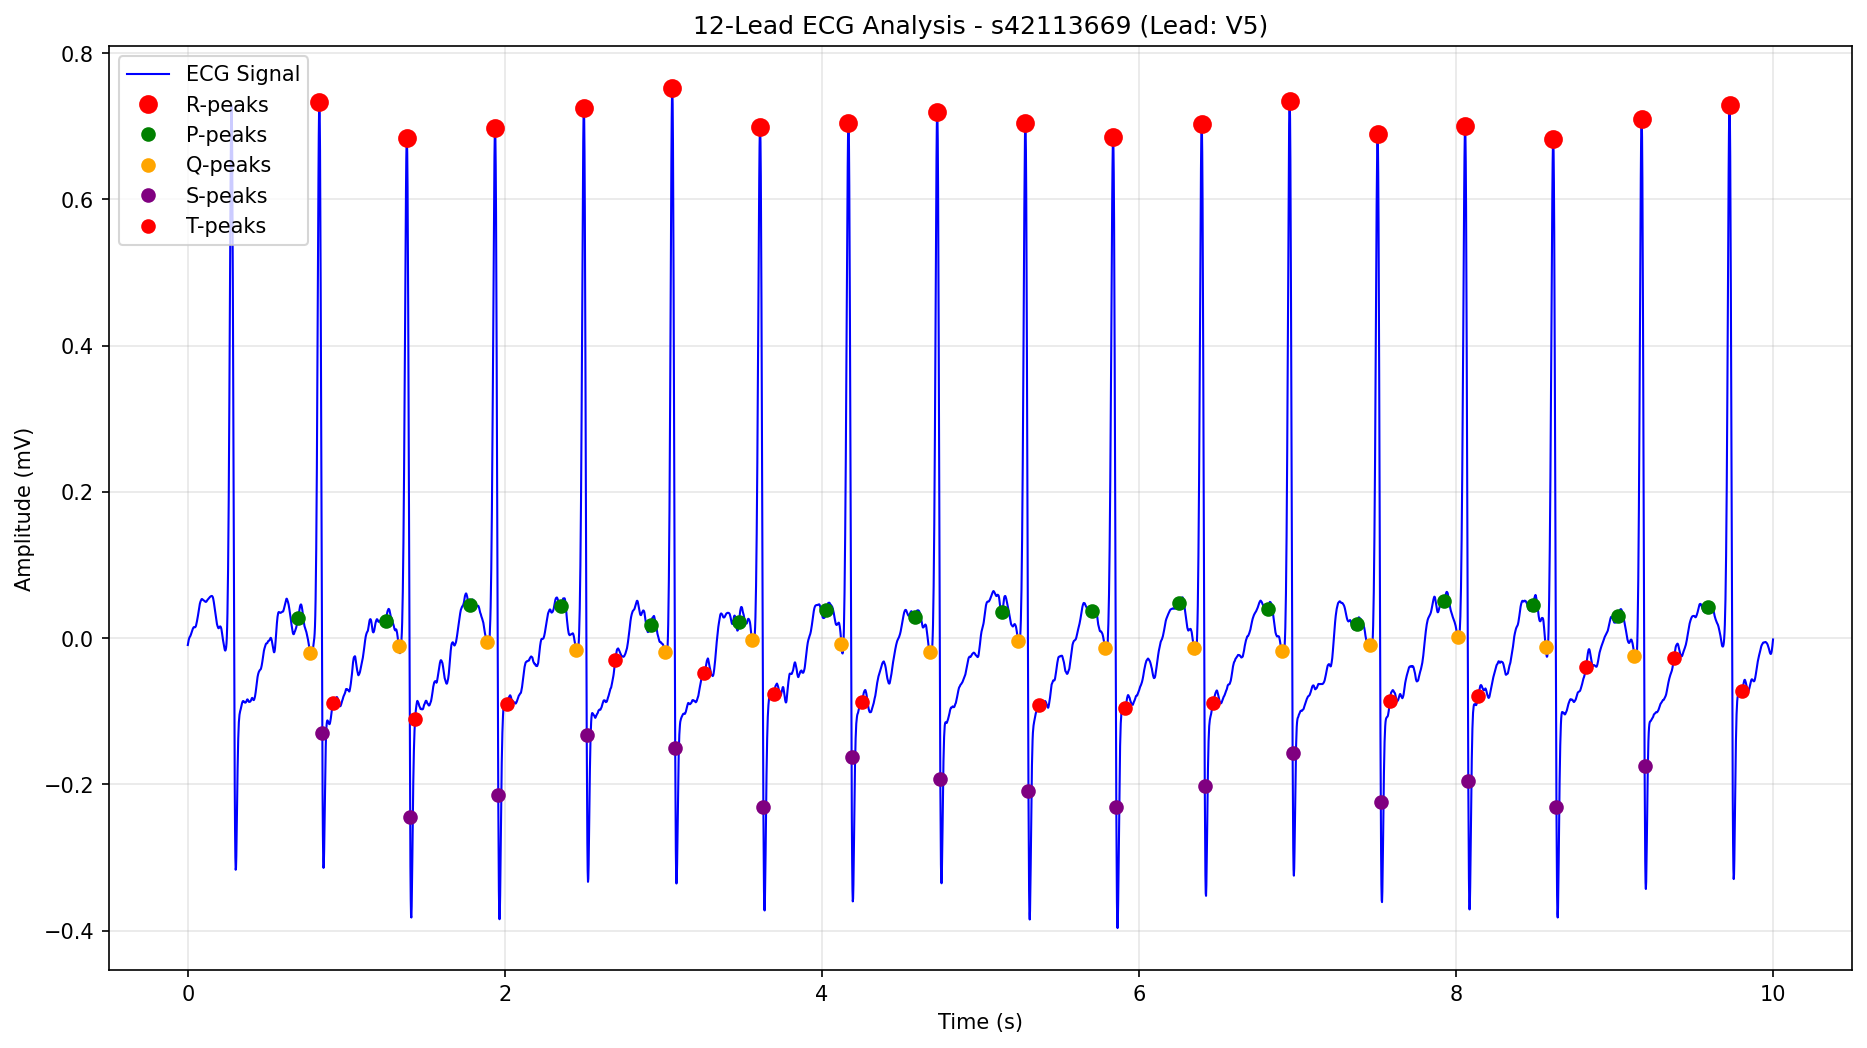 12-Lead ECG Analysis - s42113669 (Lead: V5)
ECG Signal
R-peaks
P-peaks
Q-peaks
S-peaks
T-peaks
Amplitude (mV)
0.8
0.6
0.4
0.2
0.0
−0.2
−0.4
0 2 4 6 8 10
Time (s)